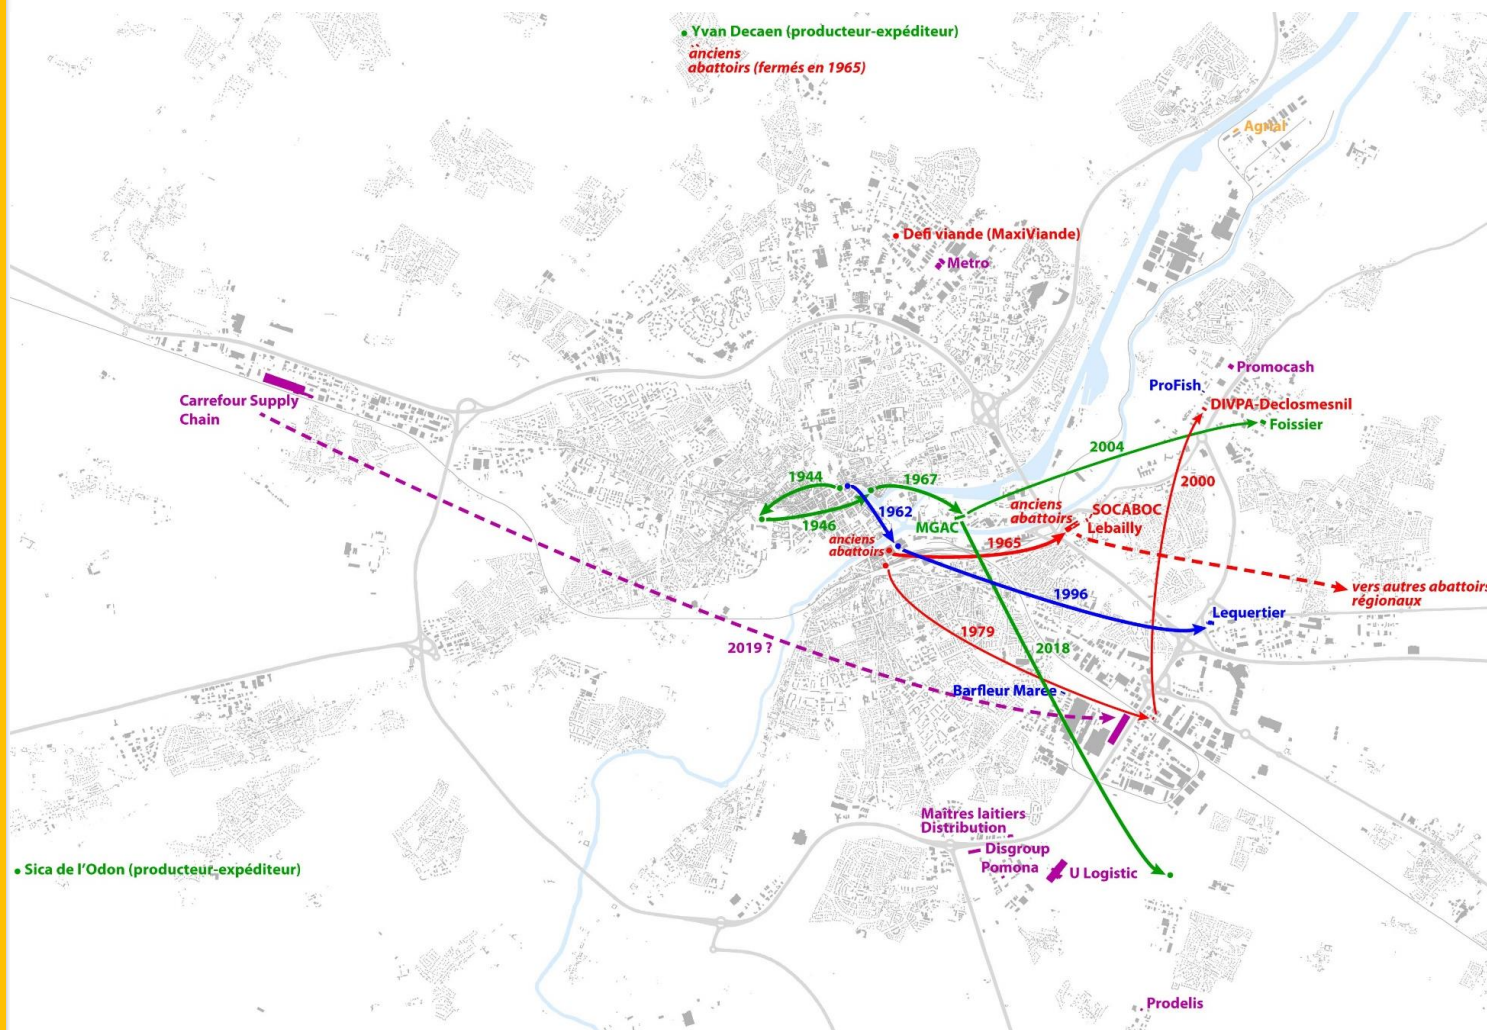 Yvan Decaen (producteur-expéditeur)
anciens
abattoirs (fermés en 1965)
Agrial
Defi viande (MaxiViande)
Metro
Promocash
ProFish
DIVPA-Declosmesnil
Foissier
Carrefour Supply
Chain
2004
1944
1967
2000
1946
1962
MGAC
anciens
abattoirs
SOCABOC
Lebailly
anciens
abattoirs
1965
vers autres abattoirs
régionaux
1996
Lequertier
1979
2018
2019 ?
Barfleur Marée
Maîtres laitiers
Distribution
Disgroup
Pomona
U Logistic
Sica de l'Odon (producteur-expéditeur)
Prodelis